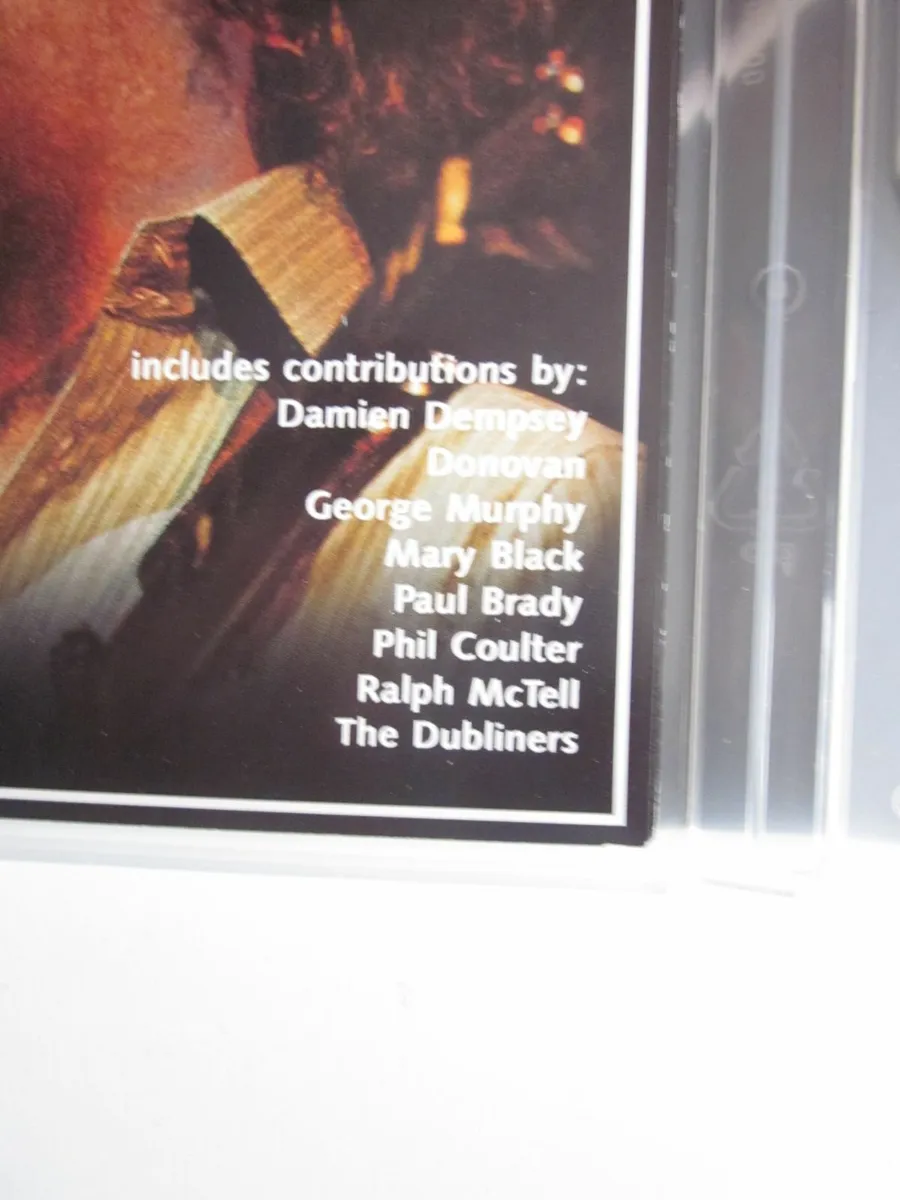 includes contributions by:
Damien Dempsey
Donovan
George Murphy
Mary Black
Paul Brady
Phil Coulter
Ralph McTell
The Dubliners